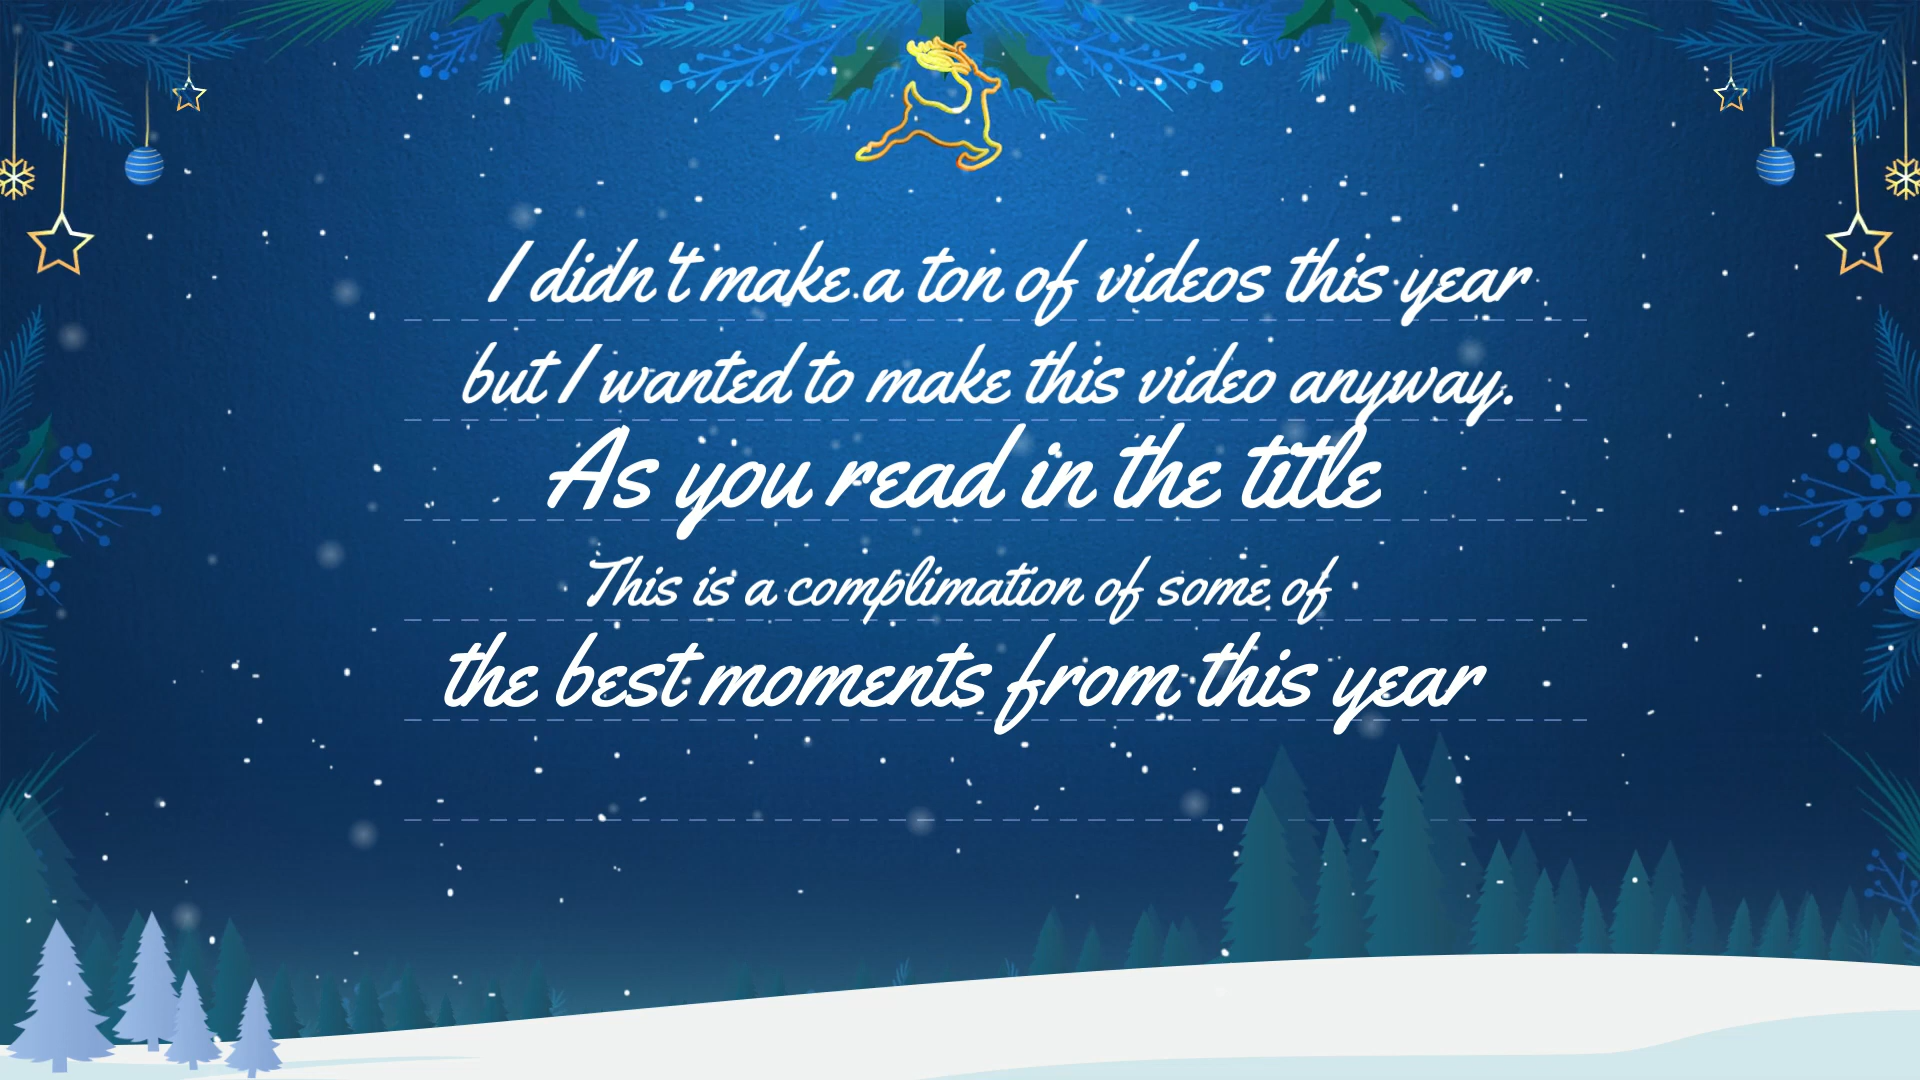 I didn't make a ton of videos this year
but I wanted to make this video anyway.
As you read in the title
This is a complimation of some of
the best moments from this year